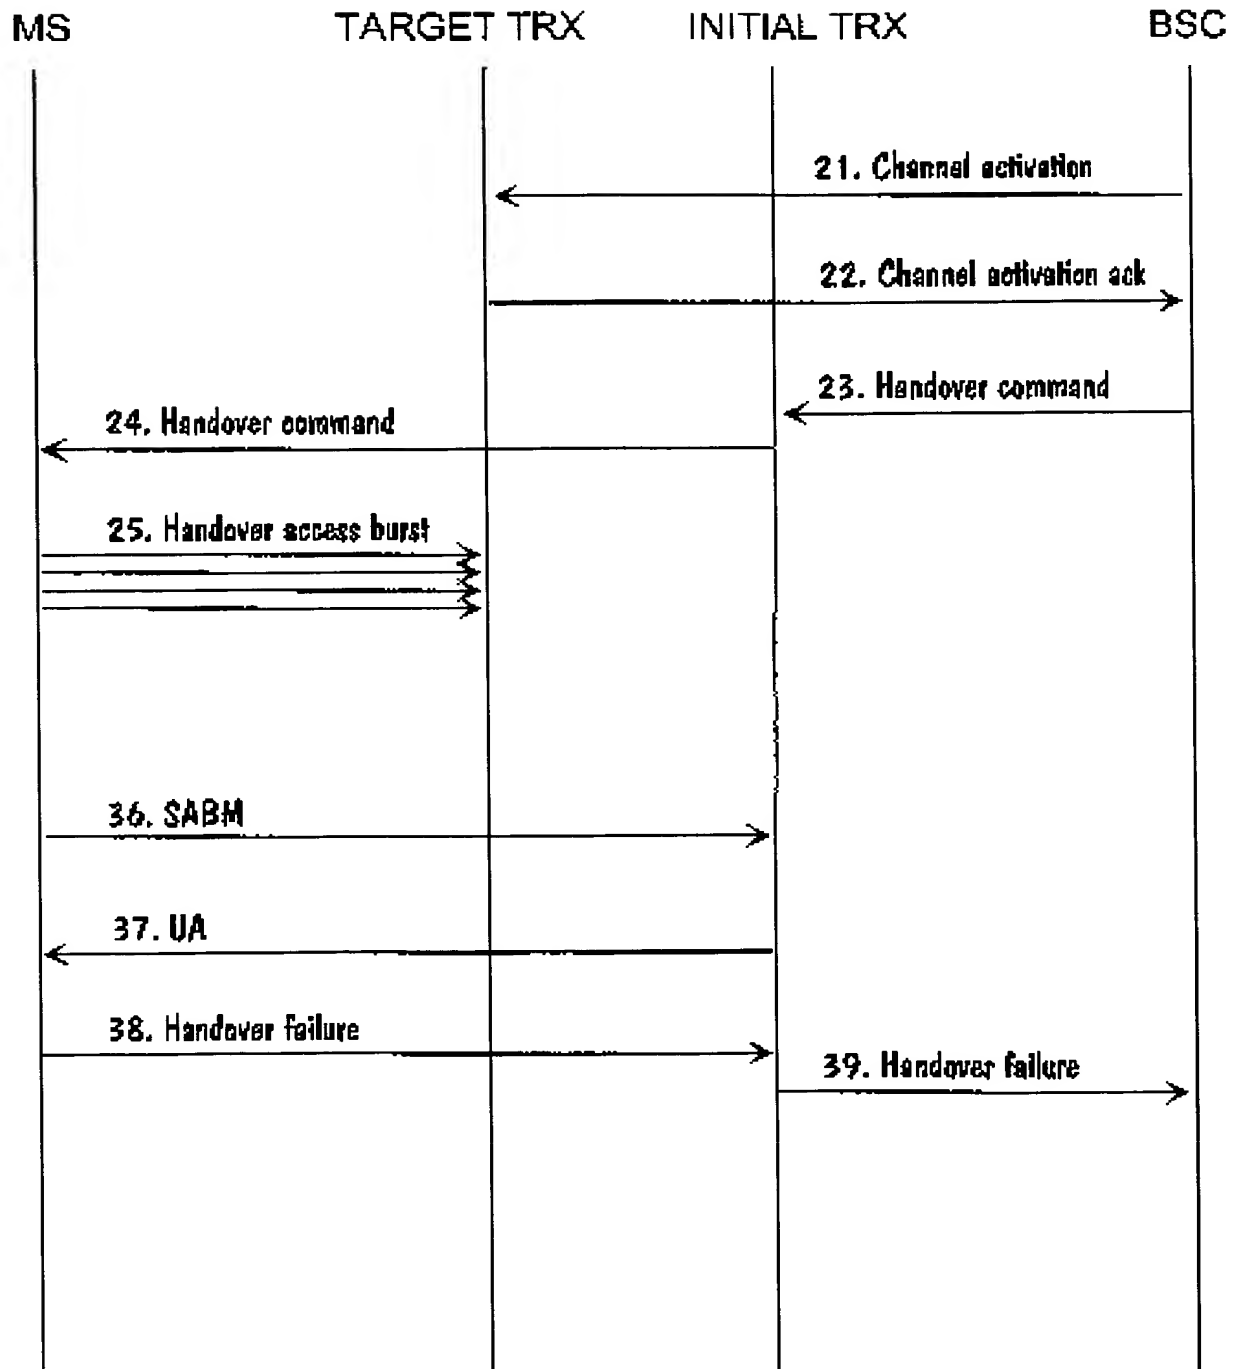 MS TARGET TRX INITIAL TRX BSC
21. Channel activation
22. Channel activation ack
23. Handover command
24. Handover command
25. Handover access burst
36. SABM
37. UA
38. Handover failure
39. Handover failure